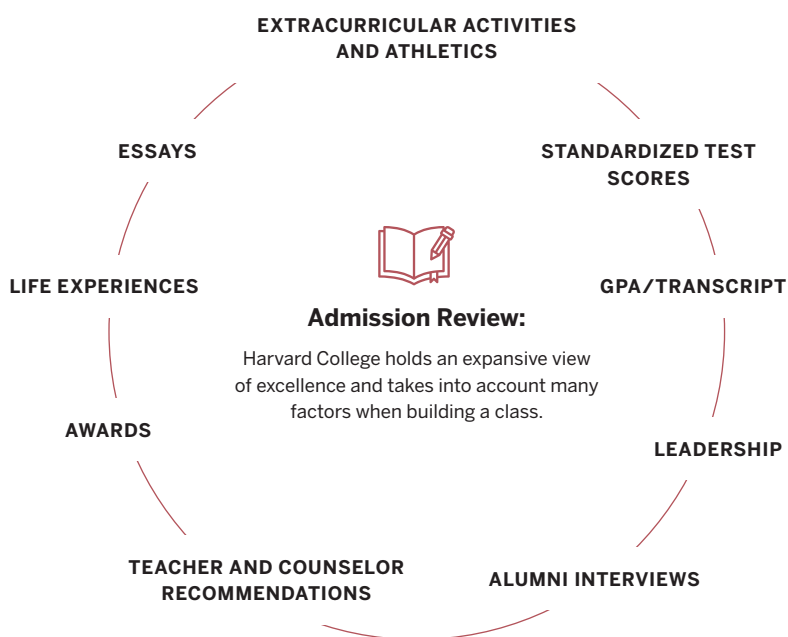 EXTRACURRICULAR ACTIVITIES
AND ATHLETICS
ESSAYS
STANDARDIZED TEST
SCORES
LIFE EXPERIENCES
GPA/TRANSCRIPT
Admission Review:
Harvard College holds an expansive view
of excellence and takes into account many
factors when building a class.
AWARDS
LEADERSHIP
TEACHER AND COUNSELOR
RECOMMENDATIONS
ALUMNI INTERVIEWS